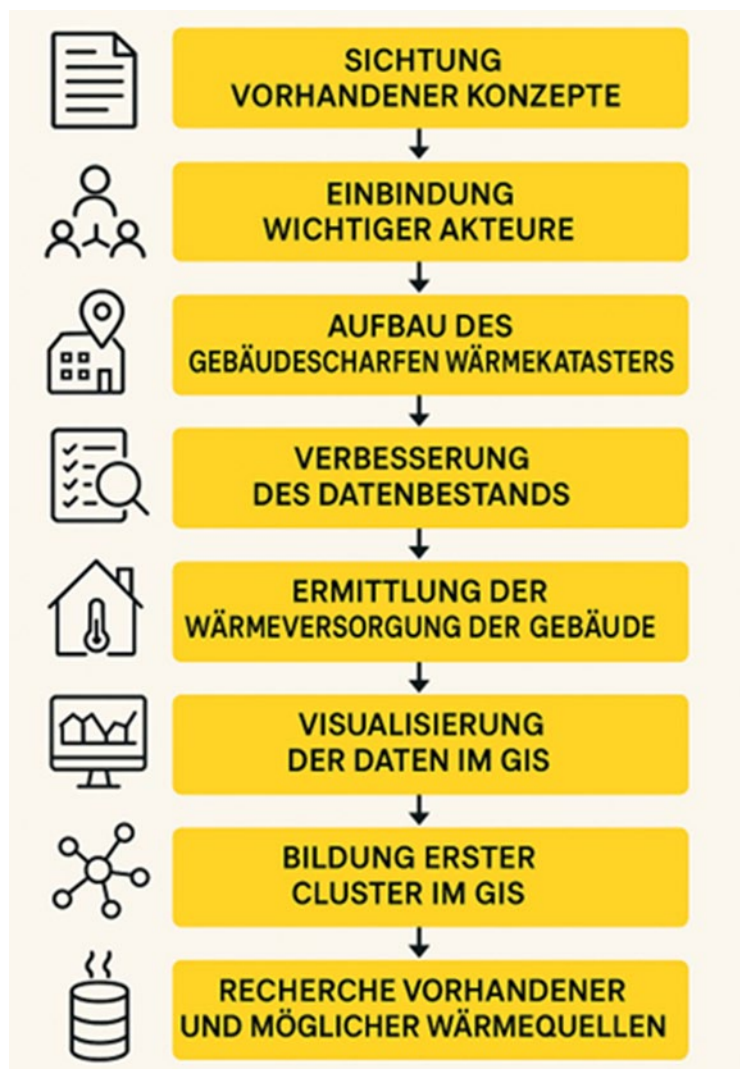 SICHTUNG
VORHANDENER KONZEPTE
EINBINDUNG
WICHTIGER AKTEURE
AUFBAU DES
GEBÄUDESCHARFEN WÄRMEKATASTERS
VERBESSERUNG
DES DATENBESTANDS
ERMITTLUNG DER
WÄRMEVERSORGUNG DER GEBÄUDE
VISUALISIERUNG
DER DATEN IM GIS
BILDUNG ERSTER
CLUSTER IM GIS
RECHERCHE VORHANDENER
UND MÖGLICHER WÄRMEQUELLEN